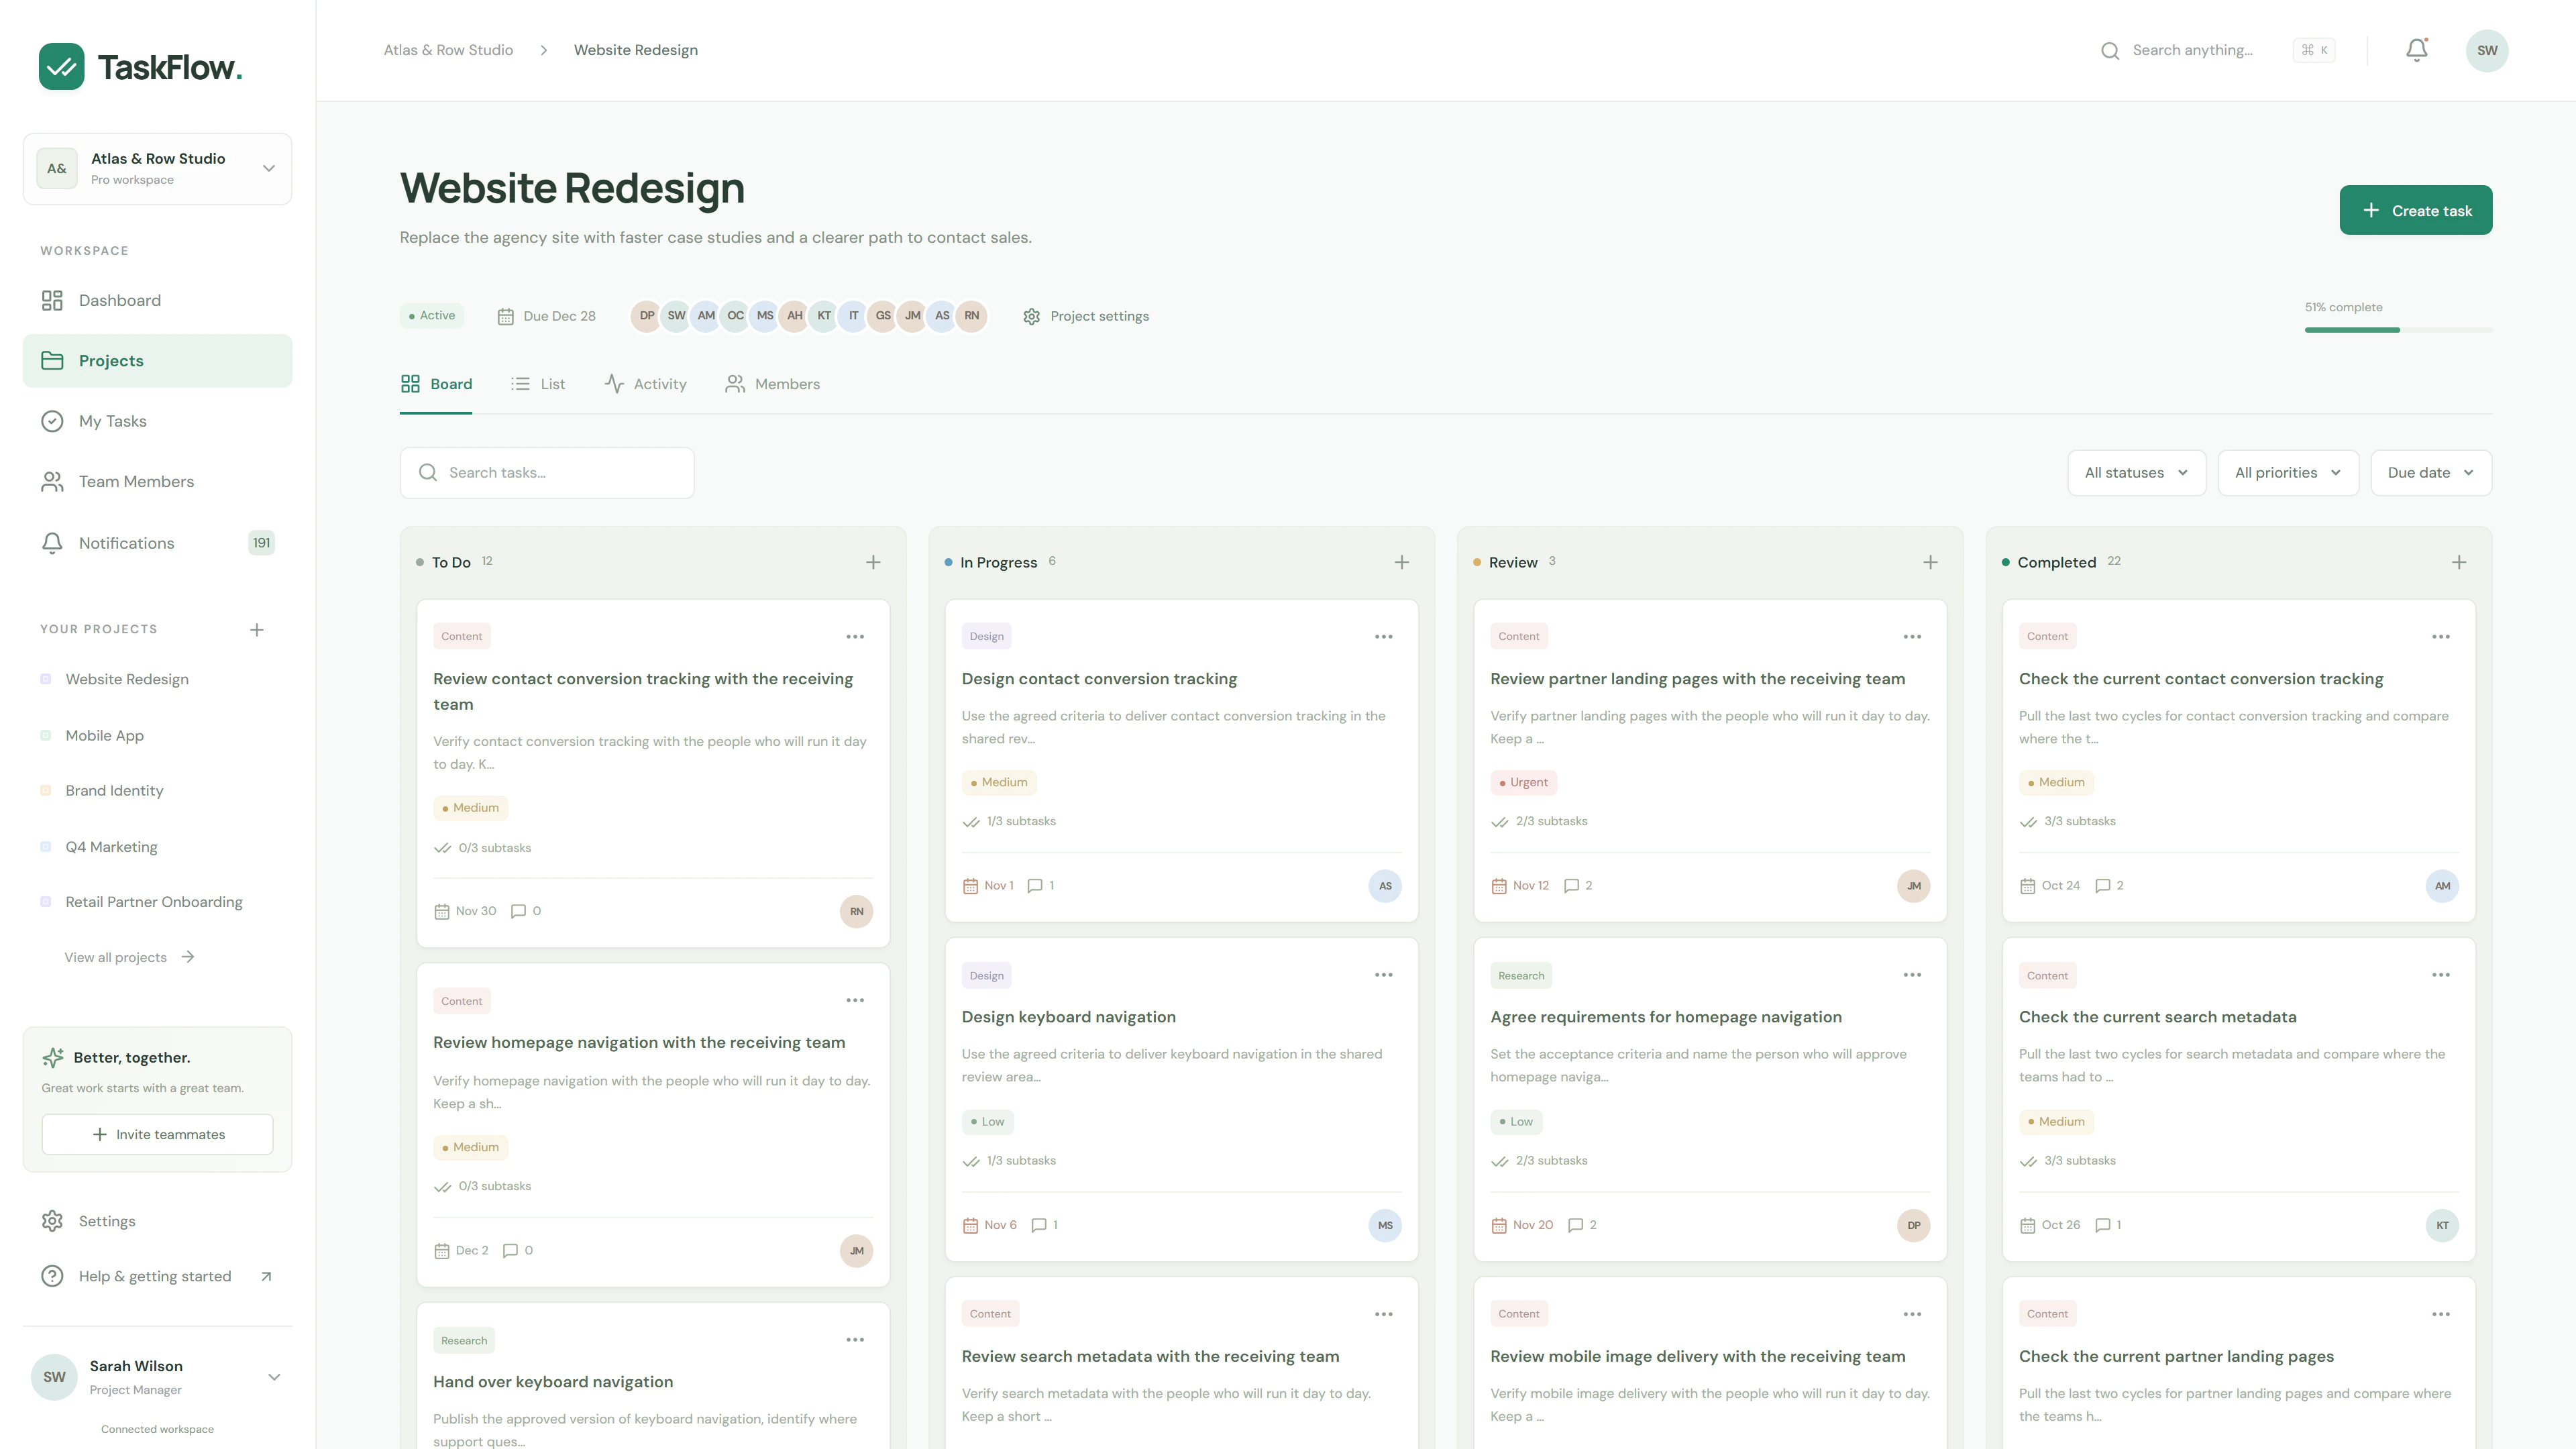 TaskFlow.
A&
Atlas & Row Studio
Pro workspace
WORKSPACE
Dashboard
Projects
My Tasks
Team Members
Notifications 191
YOUR PROJECTS
Website Redesign
Mobile App
Brand Identity
Q4 Marketing
Retail Partner Onboarding
View all projects
Better, together.
Great work starts with a great team.
Invite teammates
Settings
Help & getting started
SW
Sarah Wilson
Project Manager
Connected workspace
Atlas & Row Studio Website Redesign
Search anything... ⌘ K
SW
Website Redesign
Replace the agency site with faster case studies and a clearer path to contact sales.
Create task
Active Due Dec 28 DP SW AM OC MS AH KT IT GS JM AS RN Project settings
51% complete
Board List Activity Members
Search tasks...
All statuses All priorities Due date
To Do 12
Content
Review contact conversion tracking with the receiving
team
Verify contact conversion tracking with the people who will run it day
to day. K...
Medium
0/3 subtasks
Nov 30 0 RN
Content
Review homepage navigation with the receiving team
Verify homepage navigation with the people who will run it day to day.
Keep a sh...
Medium
0/3 subtasks
Dec 2 0 JM
Research
Hand over keyboard navigation
Publish the approved version of keyboard navigation, identify where
support ques...
In Progress 6
Design
Design contact conversion tracking
Use the agreed criteria to deliver contact conversion tracking in the
shared rev...
Medium
1/3 subtasks
Nov 1 1 AS
Design
Design keyboard navigation
Use the agreed criteria to deliver keyboard navigation in the shared
review area...
Low
1/3 subtasks
Nov 6 1 MS
Content
Review search metadata with the receiving team
Verify search metadata with the people who will run it day to day.
Keep a short ...
Review 3
Content
Review partner landing pages with the receiving team
Verify partner landing pages with the people who will run it day to day.
Keep a ...
Urgent
2/3 subtasks
Nov 12 2 JM
Research
Agree requirements for homepage navigation
Set the acceptance criteria and name the person who will approve
homepage naviga...
Low
2/3 subtasks
Nov 20 2 DP
Content
Review mobile image delivery with the receiving team
Verify mobile image delivery with the people who will run it day to day.
Keep a ...
Completed 22
Content
Check the current contact conversion tracking
Pull the last two cycles for contact conversion tracking and compare
where the t...
Medium
3/3 subtasks
Oct 24 2 AM
Content
Check the current search metadata
Pull the last two cycles for search metadata and compare where the
teams had to ...
Medium
3/3 subtasks
Oct 26 1 KT
Content
Check the current partner landing pages
Pull the last two cycles for partner landing pages and compare where
the teams h...